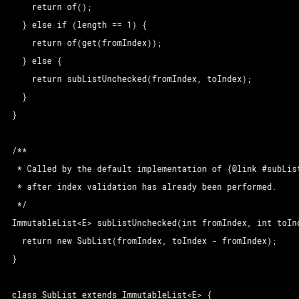 return of();
} else if (length == 1) {
return of(get(fromIndex));
} else {
return subListUnchecked(fromIndex, toIndex);
}
}
/**
* Called by the default implementation of {@link #subList
* after index validation has already been performed.
*/
ImmutableList<E> subListUnchecked(int fromIndex, int toInd
return new SubList(fromIndex, toIndex - fromIndex);
}
class SubList extends ImmutableList<E> {